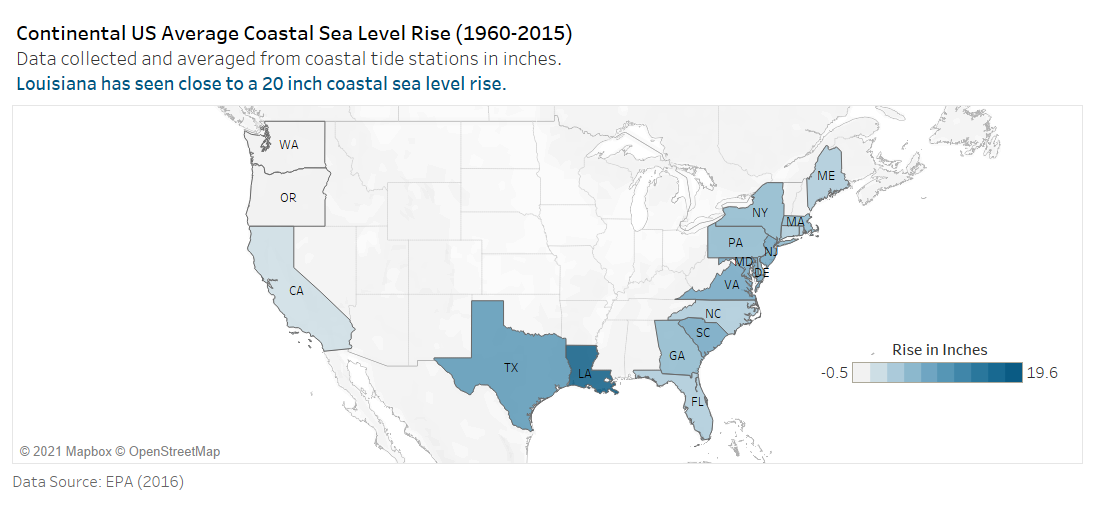 Continental US Average Coastal Sea Level Rise (1960-2015)
Data collected and averaged from coastal tide stations in inches.
Louisiana has seen close to a 20 inch coastal sea level rise.
WA
ME
OR
NY
MA
PA
NJ
MD
DE
CA
VA
NC
SC
GA
TX
LA
FL
Rise in Inches
-0.5 19.6
© 2021 Mapbox © OpenStreetMap
Data Source: EPA (2016)